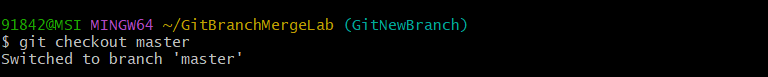 91842@MSI MINGW64 ~/GitBranchMergeLab (GitNewBranch)
$ git checkout master
Switched to branch 'master'